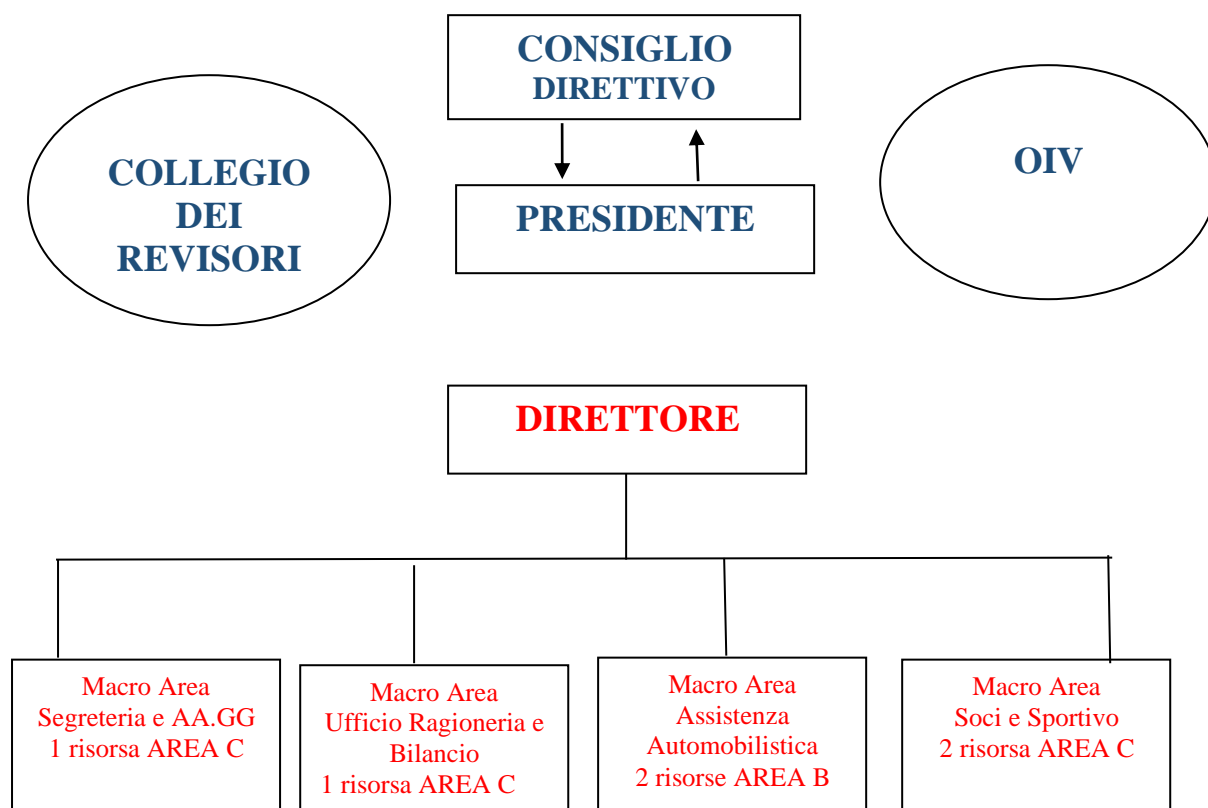 CONSIGLIO
DIRETTIVO
COLLEGIO
DEI
REVISORI
OIV
PRESIDENTE
DIRETTORE
Macro Area
Segreteria e AA.GG
1 risorsa AREA C
Macro Area
Ufficio Ragioneria e
Bilancio
1 risorsa AREA C
Macro Area
Assistenza
Automobilistica
2 risorse AREA B
Macro Area
Soci e Sportivo
2 risorsa AREA C